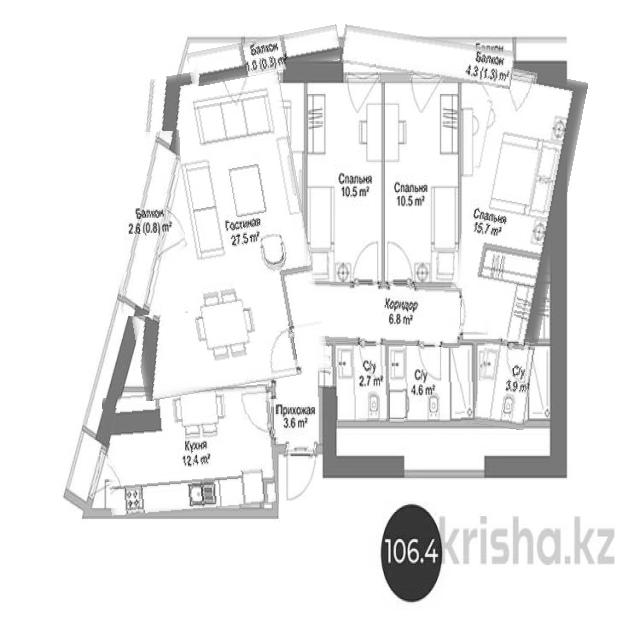 Балкон
1.0 (0.3) m²
Балкон
Балкон
4.3 (1.3) m²
Спальня
10.5 m²
Спальня
10.5 m²
Балкон
2.6 (0.8) m²
Гостиная
27.5 m²
Спальня
15.7 m²
Коридор
6.8 m²
С/у
2.7 m²
С/у
4.6 m²
С/у
3.9 m²
Прихожая
3.6 m²
Кухня
12.4 m²
106.4
krisha.kz